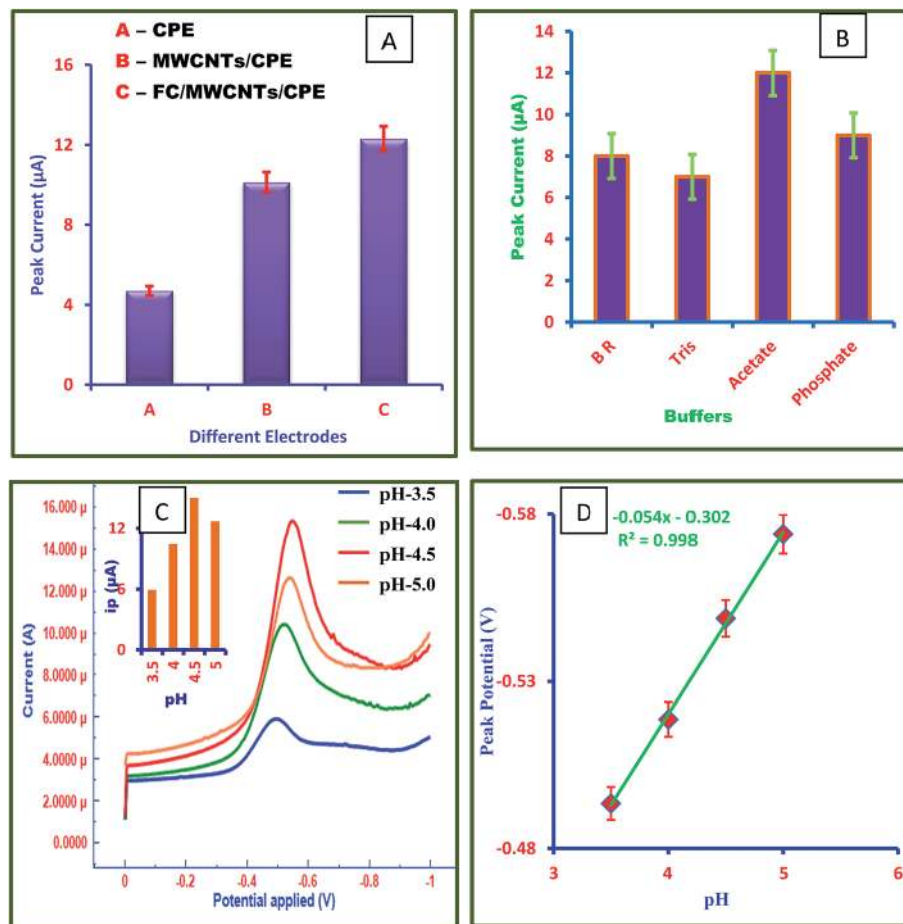 A – CPE
B – MWCNTs/CPE
C – FC/MWCNTs/CPE
A
Peak Current (µA)
16
12
8
4
0
A B C
Different Electrodes
B
Peak Current (µA)
14
12
10
8
6
4
2
0
B R Tris Acetate Phosphate
Buffers
C
Current (A)
16.000 µ
14.000 µ
12.000 µ
10.000 µ
8.0000 µ
6.0000 µ
4.0000 µ
2.0000 µ
0.0000
0 -0.2 -0.4 -0.6 -0.8 -1
Potential applied (V)
ip (µA)
12
6
0
3.5 4 4.5 5
pH
pH-3.5
pH-4.0
pH-4.5
pH-5.0
D
-0.054x - 0.302
R² = 0.998
Peak Potential (V)
-0.58
-0.53
-0.48
3 4 5 6
pH